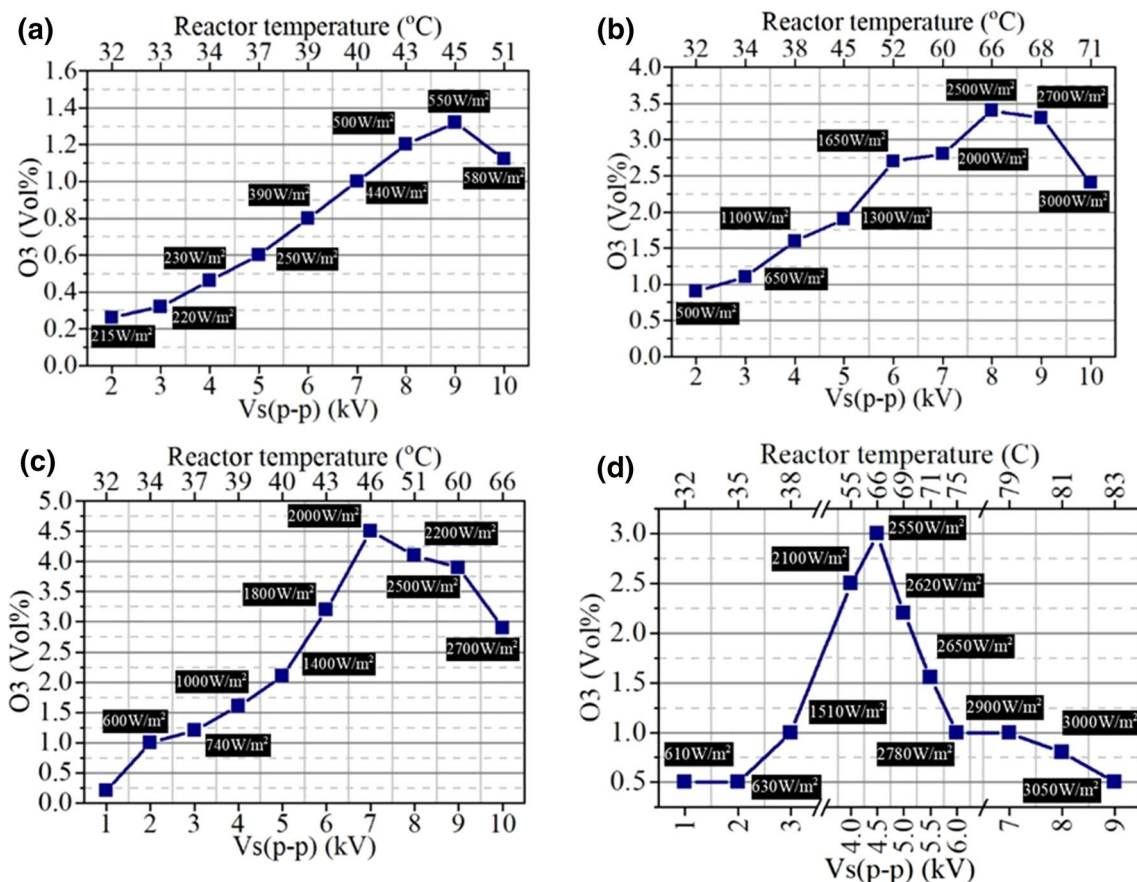 (a)
Reactor temperature (°C)
32 33 34 37 39 40 43 45 51
1.6
1.4
1.2
1.0
0.8
0.6
0.4
0.2
0.0
O3 (Vol%)
215W/m²
220W/m²
230W/m²
250W/m²
390W/m²
440W/m²
500W/m²
550W/m²
580W/m²
2 3 4 5 6 7 8 9 10
Vs(p-p) (kV)
(b)
Reactor temperature (°C)
32 34 38 45 52 60 66 68 71
4.0
3.5
3.0
2.5
2.0
1.5
1.0
0.5
0.0
O3 (Vol%)
500W/m²
650W/m²
1100W/m²
1300W/m²
1650W/m²
2000W/m²
2500W/m²
2700W/m²
3000W/m²
2 3 4 5 6 7 8 9 10
Vs(p-p) (kV)
(c)
Reactor temperature (°C)
32 34 37 39 40 43 46 51 60 66
5.0
4.5
4.0
3.5
3.0
2.5
2.0
1.5
1.0
0.5
0.0
O3 (Vol%)
600W/m²
740W/m²
1000W/m²
1400W/m²
1800W/m²
2000W/m²
2500W/m²
2200W/m²
2700W/m²
1 2 3 4 5 6 7 8 9 10
Vs(p-p) (kV)
(d)
Reactor temperature (C)
32 35 38 55 66 69 71 75 79 81 83
3.0
2.5
2.0
1.5
1.0
0.5
O3 (Vol%)
610W/m²
630W/m²
1510W/m²
2100W/m²
2550W/m²
2620W/m²
2650W/m²
2780W/m²
2900W/m²
3000W/m²
3050W/m²
1 2 3 4.0 4.5 5.0 5.5 6.0 7 8 9
Vs(p-p) (kV)